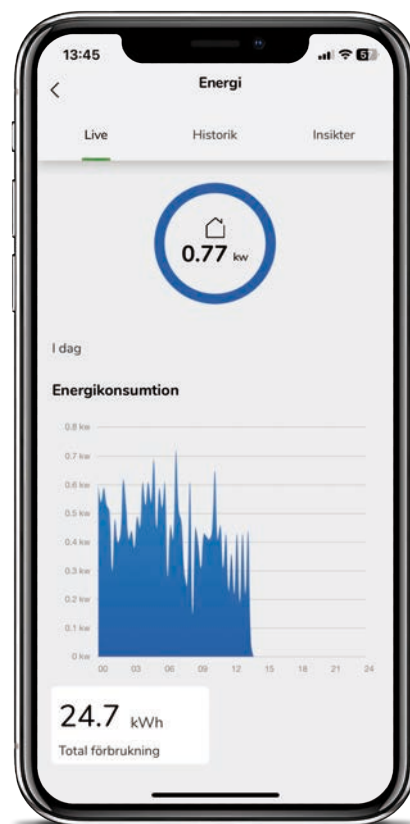 13:45
57
Energi
Live Historik Insikter
0.77 kw
I dag
Energikonsumtion
0.8 kw
0.7 kw
0.6 kw
0.5 kw
0.4 kw
0.3 kw
0.2 kw
0.1 kw
0 kw
00 03 06 09 12 15 18 21 24
24.7 kWh
Total förbrukning